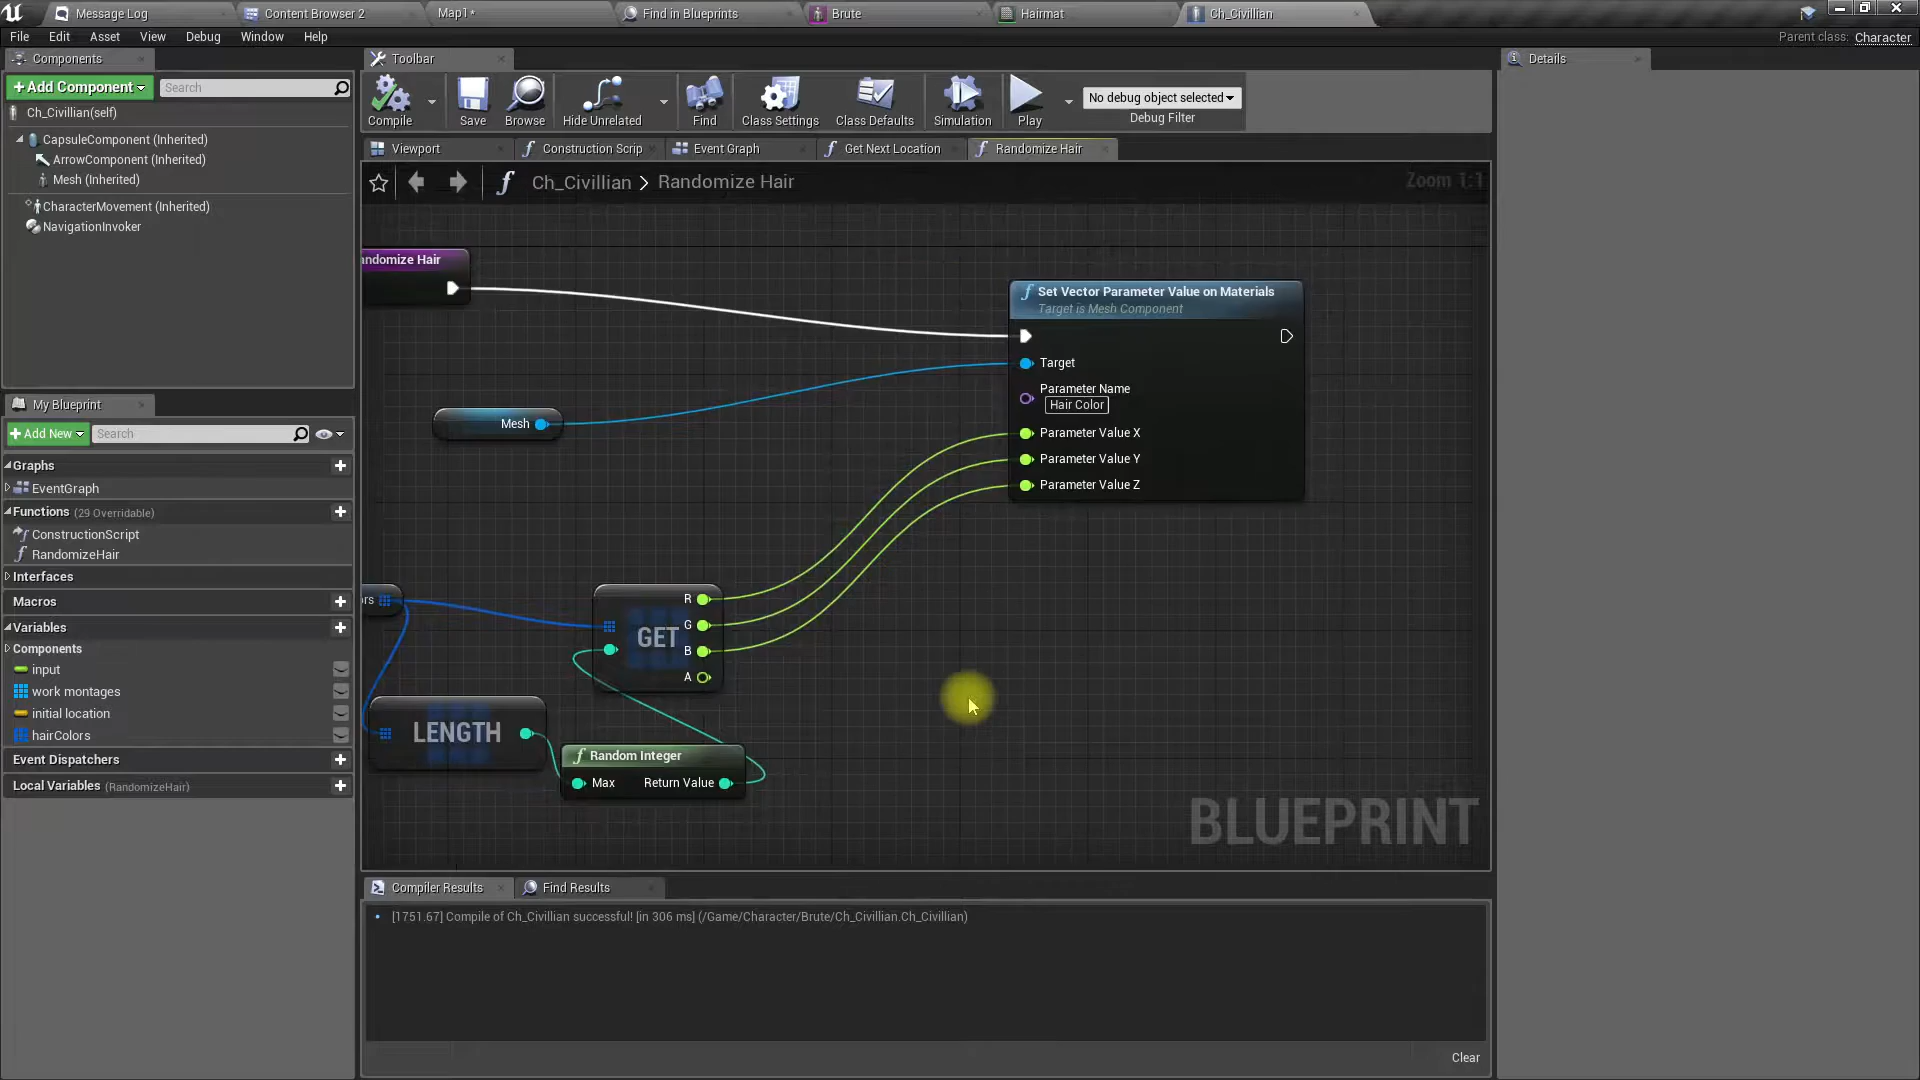 Message Log
Content Browser 2
Map1*
Find in Blueprints
Brute
Hairmat
Ch_Civillian
File
Edit
Asset
View
Debug
Window
Help
Parent class: Character
Components
Toolbar
Details
+Add Component
Search
Ch_Civillian(self)
CapsuleComponent (Inherited)
ArrowComponent (Inherited)
Mesh (Inherited)
CharacterMovement (Inherited)
NavigationInvoker
Compile
Save
Browse
Hide Unrelated
Find
Class Settings
Class Defaults
Simulation
Play
No debug object selected
Debug Filter
Viewport
Construction Scrip
Event Graph
Get Next Location
Randomize Hair
Ch_Civillian > Randomize Hair
Zoom 1:1
andomize Hair
Set Vector Parameter Value on Materials
Target is Mesh Component
Target
Parameter Name
Hair Color
Parameter Value X
Parameter Value Y
Parameter Value Z
Mesh
rs
GET
R
G
B
A
LENGTH
Random Integer
Max
Return Value
BLUEPRINT
My Blueprint
+Add New
Search
Graphs
EventGraph
Functions (29 Overridable)
ConstructionScript
RandomizeHair
Interfaces
Macros
Variables
Components
input
work montages
initial location
hairColors
Event Dispatchers
Local Variables (RandomizeHair)
Compiler Results
Find Results
[1751.67] Compile of Ch_Civillian successful! [in 306 ms] (/Game/Character/Brute/Ch_Civillian.Ch_Civillian)
Clear